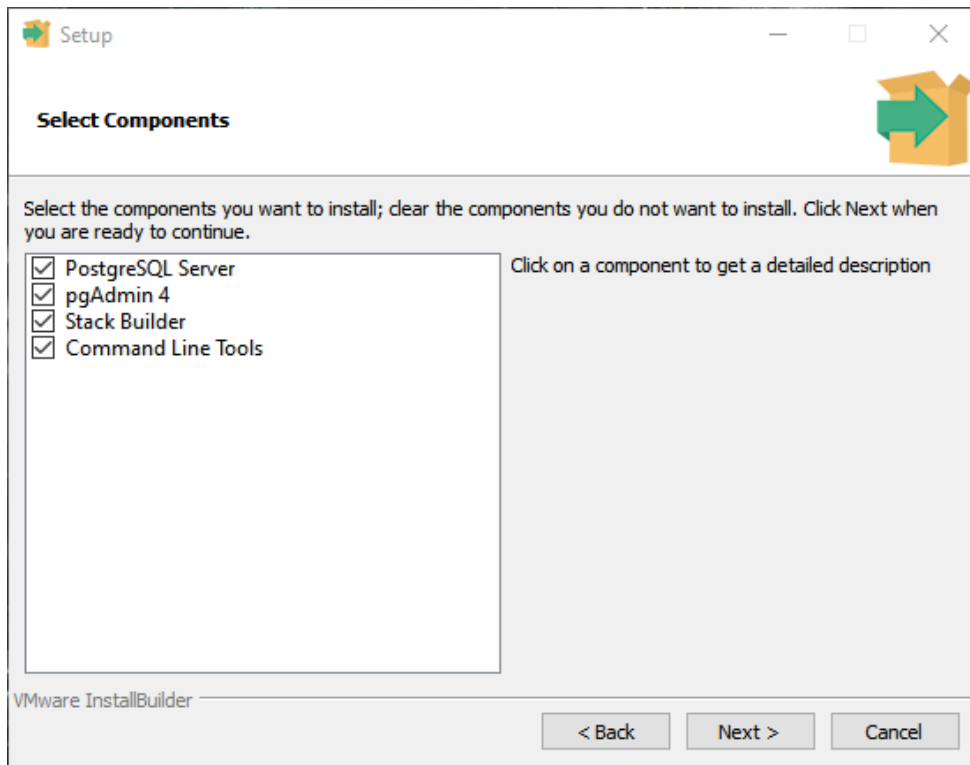 Setup
Select Components
Select the components you want to install; clear the components you do not want to install. Click Next when
you are ready to continue.
PostgreSQL Server
pgAdmin 4
Stack Builder
Command Line Tools
Click on a component to get a detailed description
VMware InstallBuilder
< Back
Next >
Cancel